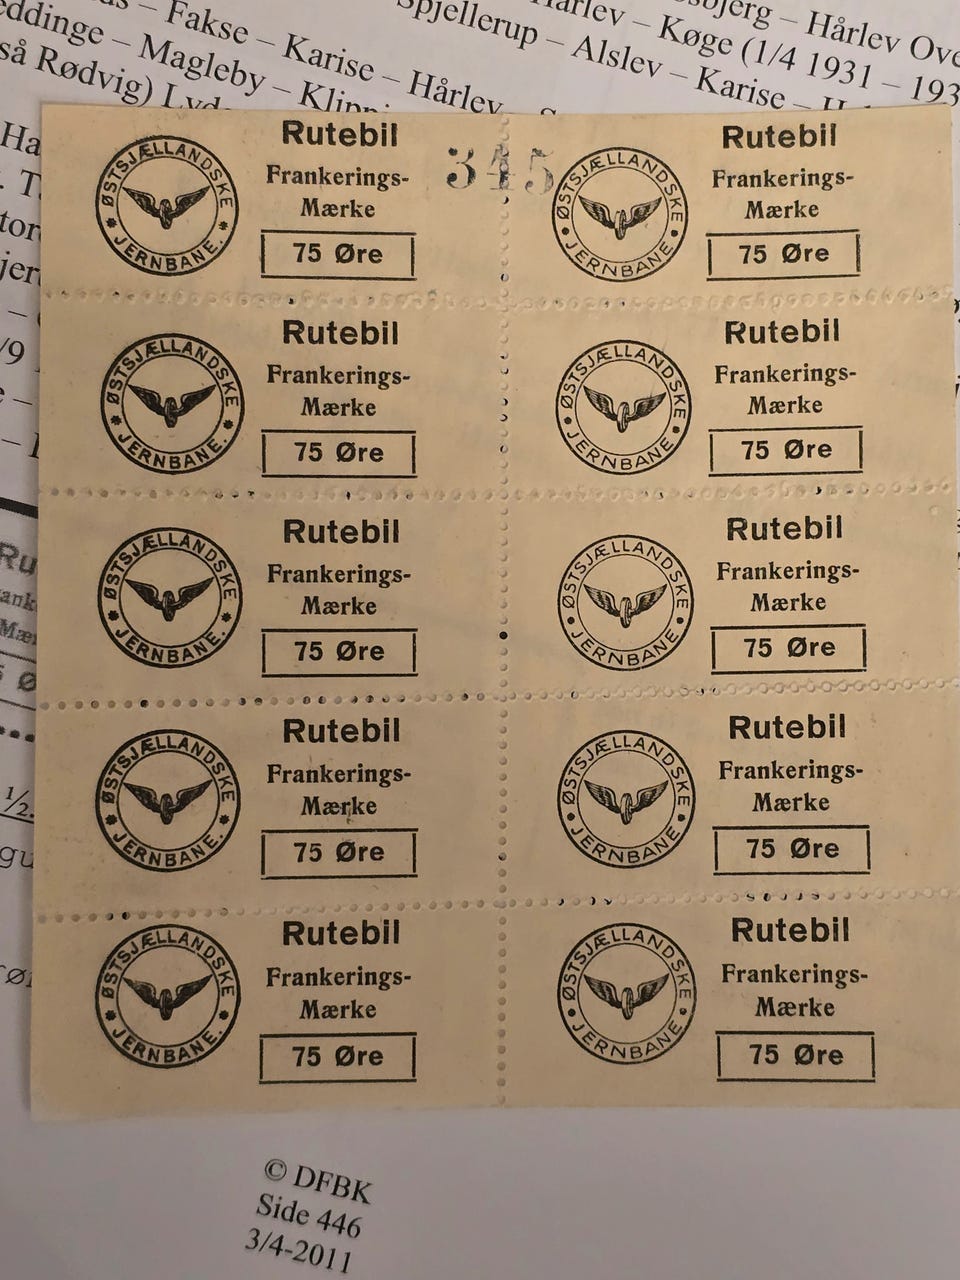 – Fakse – Karise – Hårlev
Spjellerup – Alslev – Karise –
– Køge (1/4 1931 –
– Hårlev
– Magleby –
Rødvig)
345
ØSTSJÆLLANDSKE
JERNBANE.
Rutebil
Frankerings-
Mærke
75 Øre
ØSTSJÆLLANDSKE
JERNBANE
Rutebil
Frankerings-
Mærke
75 Øre
ØSTSJÆLLANDSKE
JERNBANE.
Rutebil
Frankerings-
Mærke
75 Øre
ØSTSJÆLLANDSKE
JERNBANE
Rutebil
Frankerings-
Mærke
75 Øre
ØSTSJÆLLANDSKE
JERNBANE.
Rutebil
Frankerings-
Mærke
75 Øre
ØSTSJÆLLANDSKE
JERNBANE
Rutebil
Frankerings-
Mærke
75 Øre
ØSTSJÆLLANDSKE
JERNBANE.
Rutebil
Frankerings-
Mærke
75 Øre
ØSTSJÆLLANDSKE
JERNBANE
Rutebil
Frankerings-
Mærke
75 Øre
ØSTSJÆLLANDSKE
JERNBANE.
Rutebil
Frankerings-
Mærke
75 Øre
ØSTSJÆLLANDSKE
JERNBANE
Rutebil
Frankerings-
Mærke
75 Øre
© DFBK
Side 446
3/4-2011